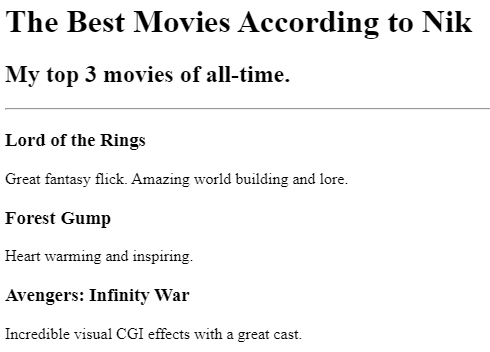 The Best Movies According to Nik
My top 3 movies of all-time.
Lord of the Rings
Great fantasy flick. Amazing world building and lore.
Forest Gump
Heart warming and inspiring.
Avengers: Infinity War
Incredible visual CGI effects with a great cast.